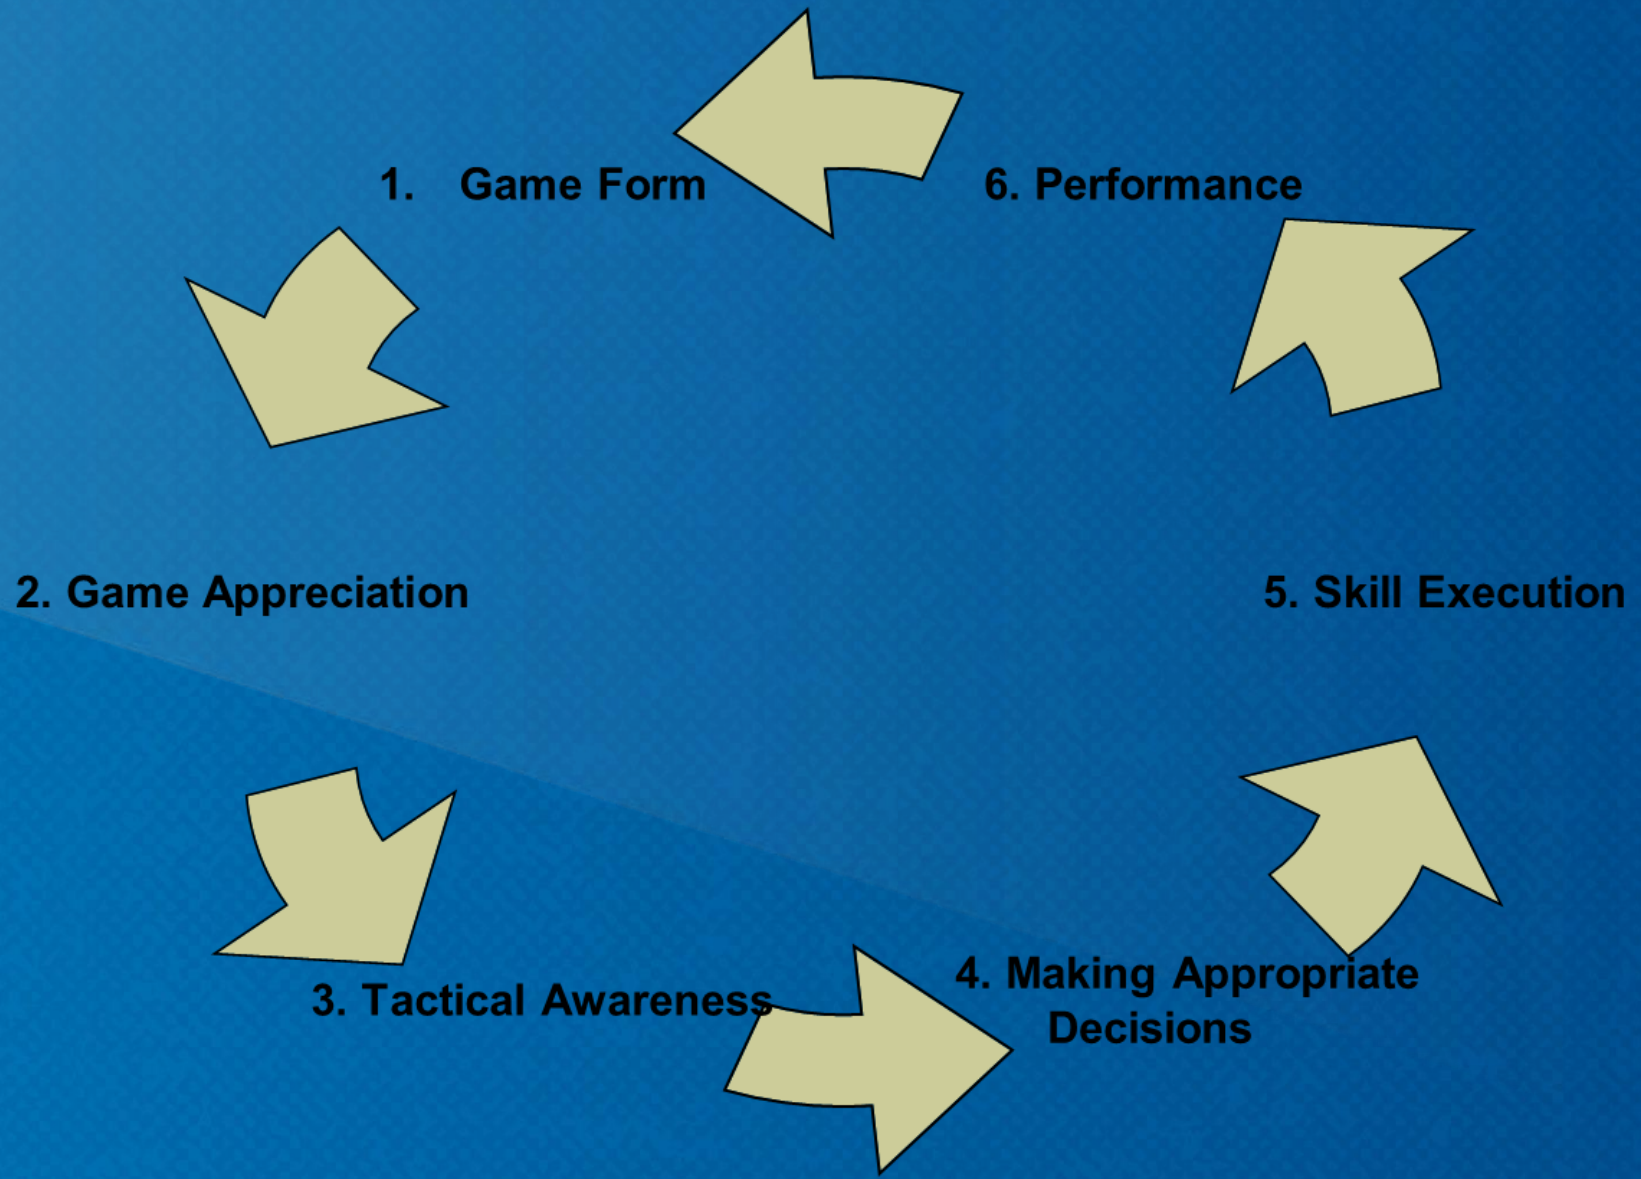 1. Game Form
6. Performance
2. Game Appreciation
5. Skill Execution
3. Tactical Awareness
4. Making Appropriate
Decisions